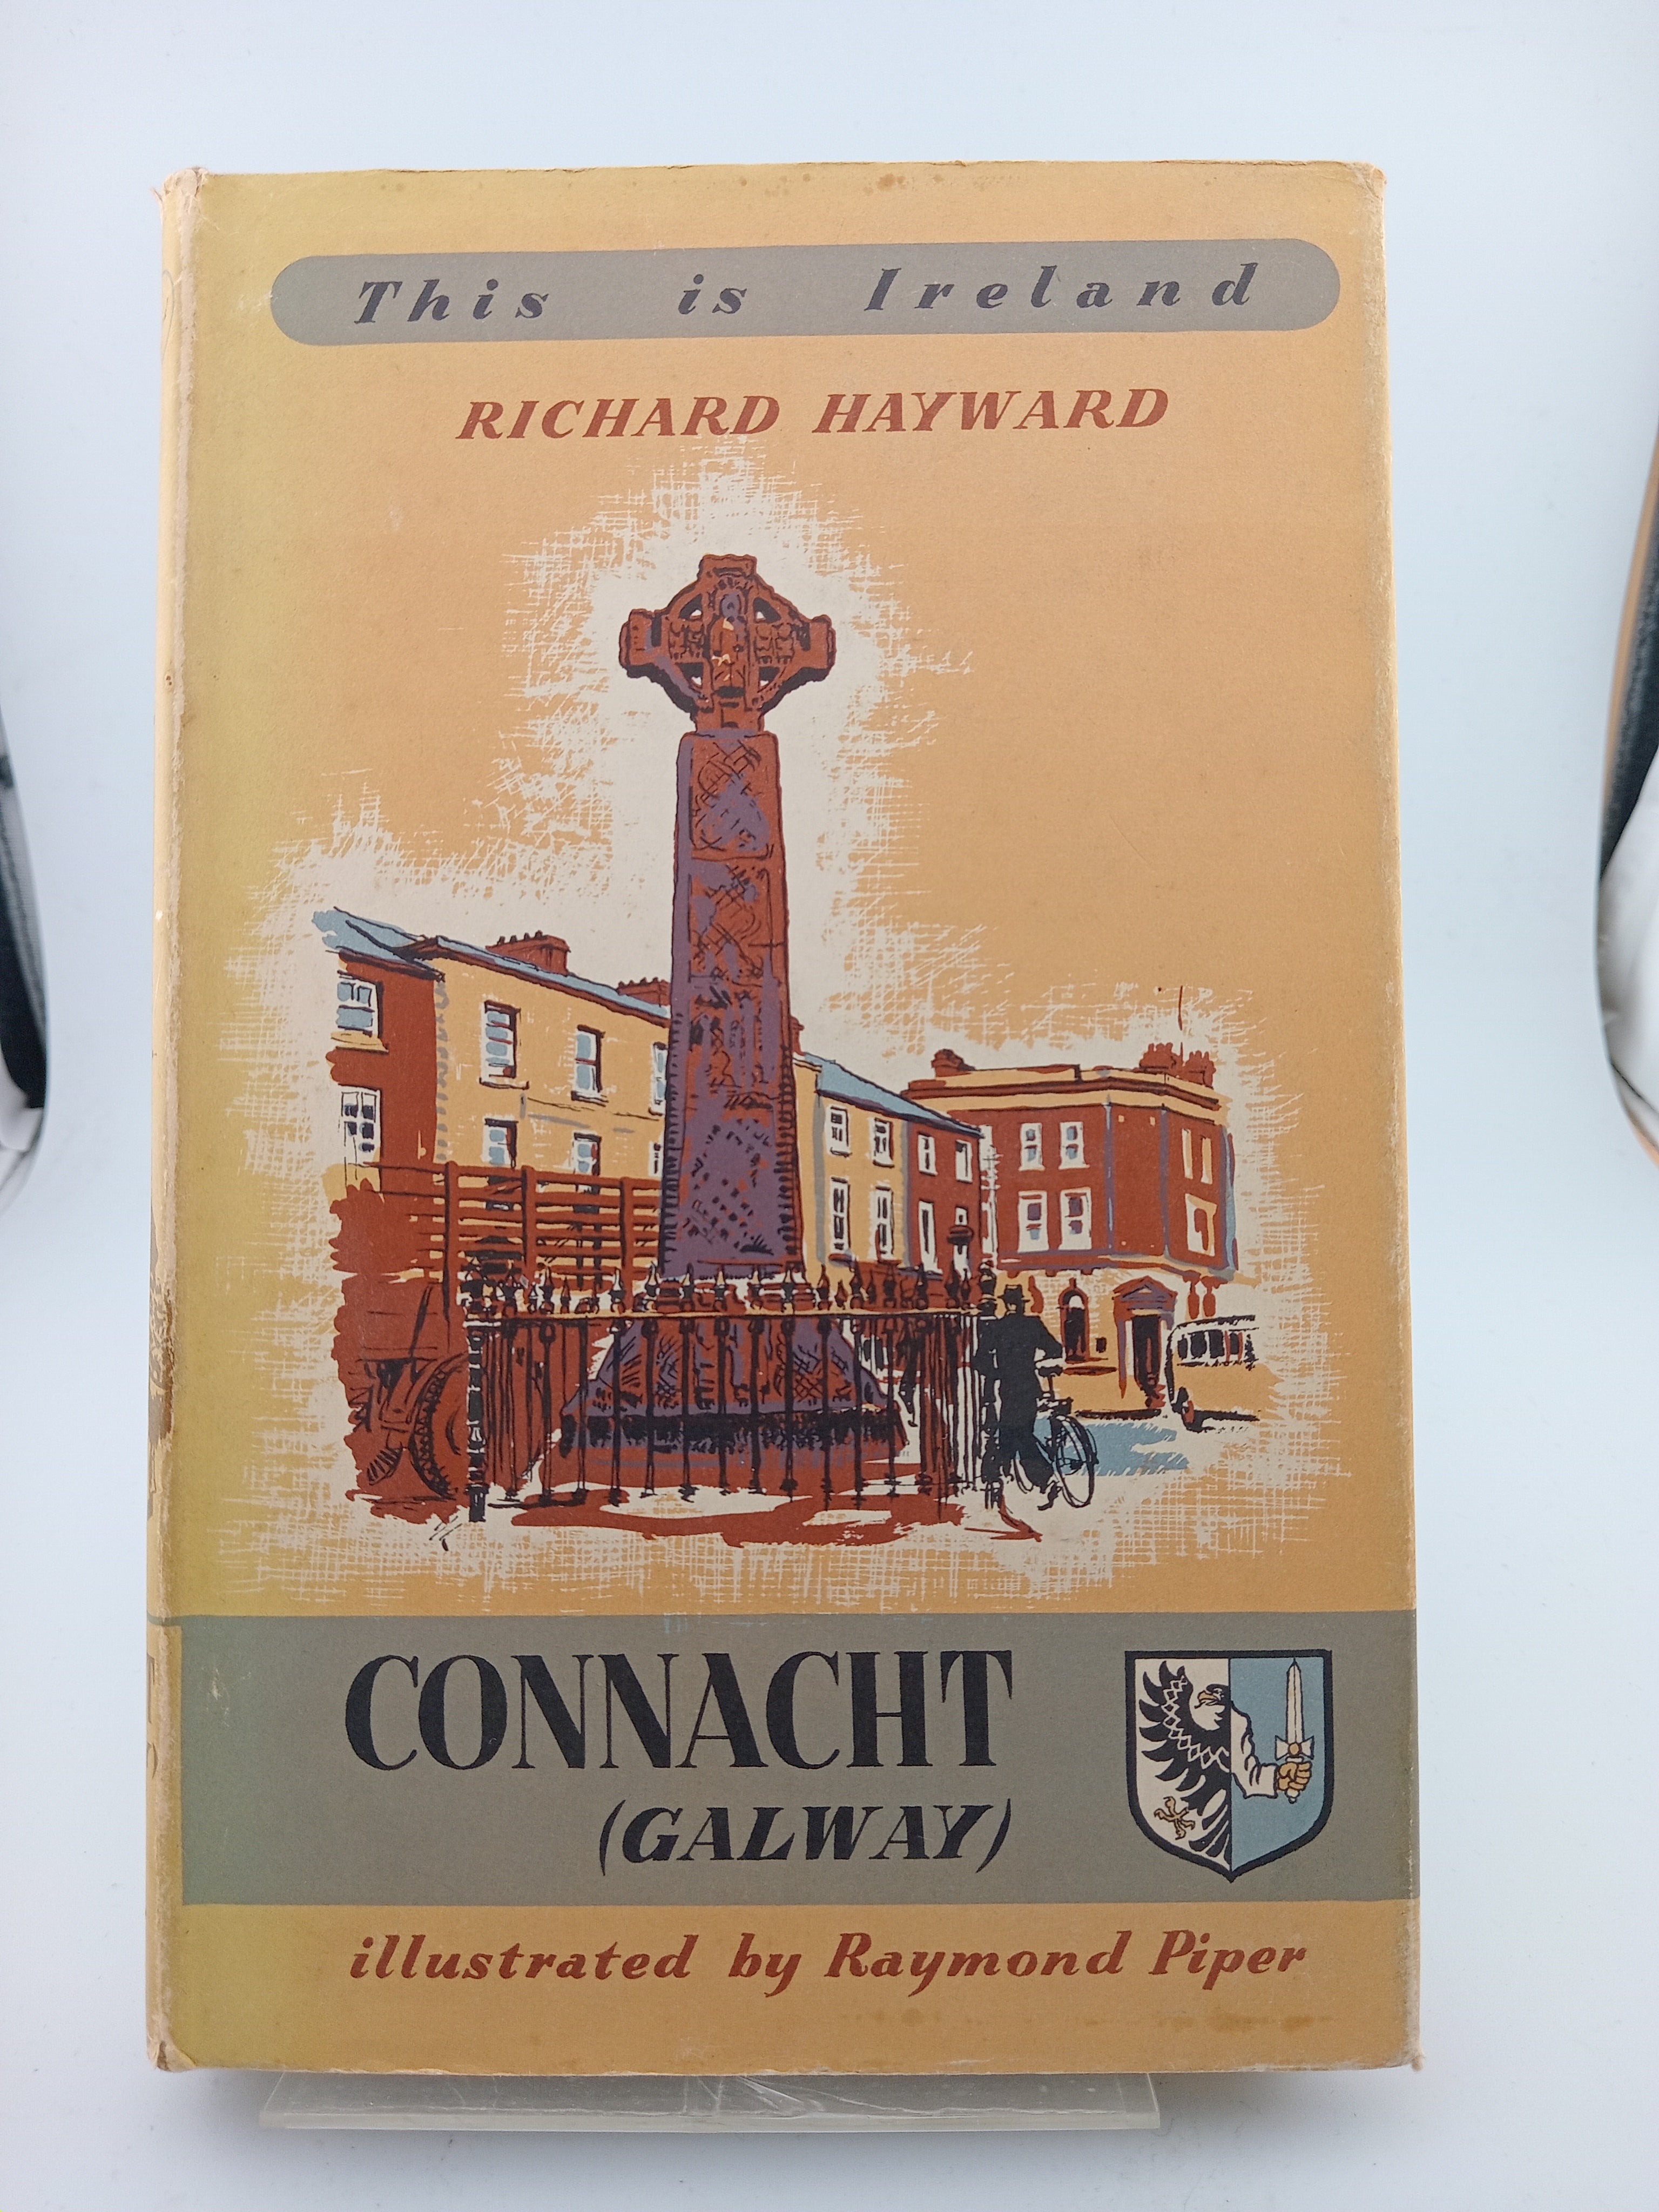 This is Ireland
RICHARD HAYWARD
CONNACHT
(GALWAY)
illustrated by Raymond Piper